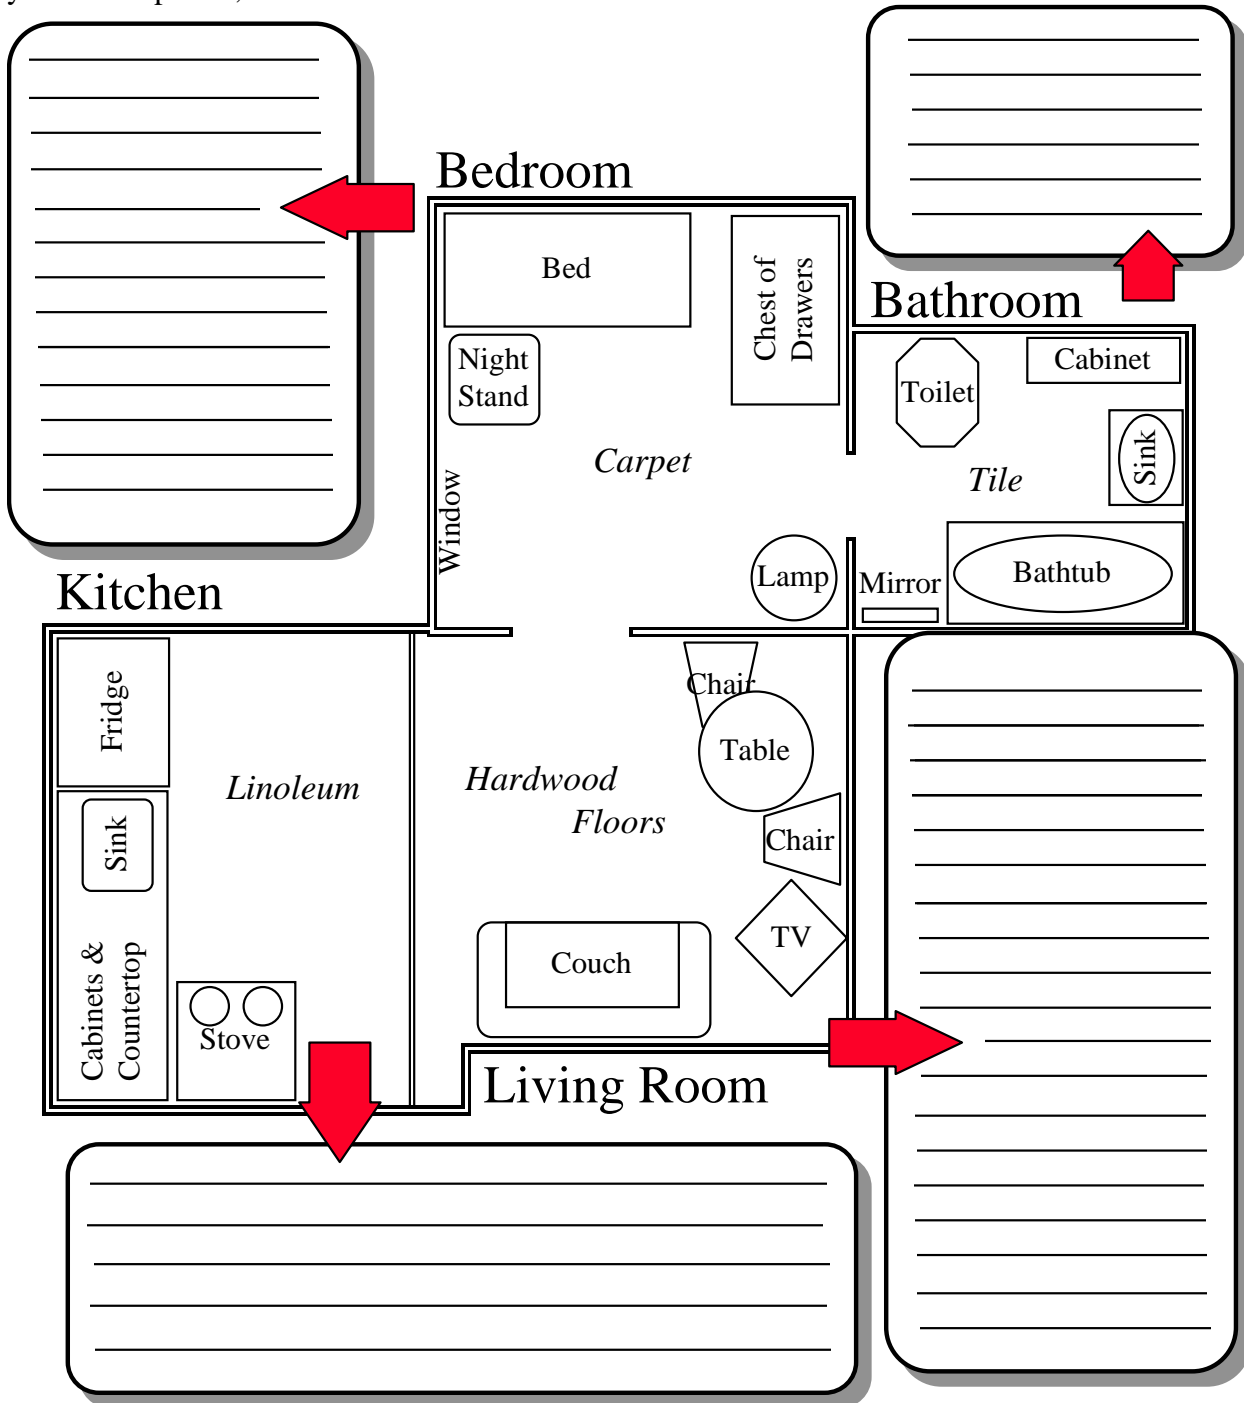 Bedroom
Bed
Chest of
Drawers
Night
Stand
Carpet
Window
Lamp
Bathroom
Toilet
Cabinet
Sink
Tile
Mirror
Bathtub
Kitchen
Fridge
Linoleum
Sink
Cabinets &
Countertop
Stove
Hardwood
Floors
Chair
Table
Chair
TV
Couch
Living Room